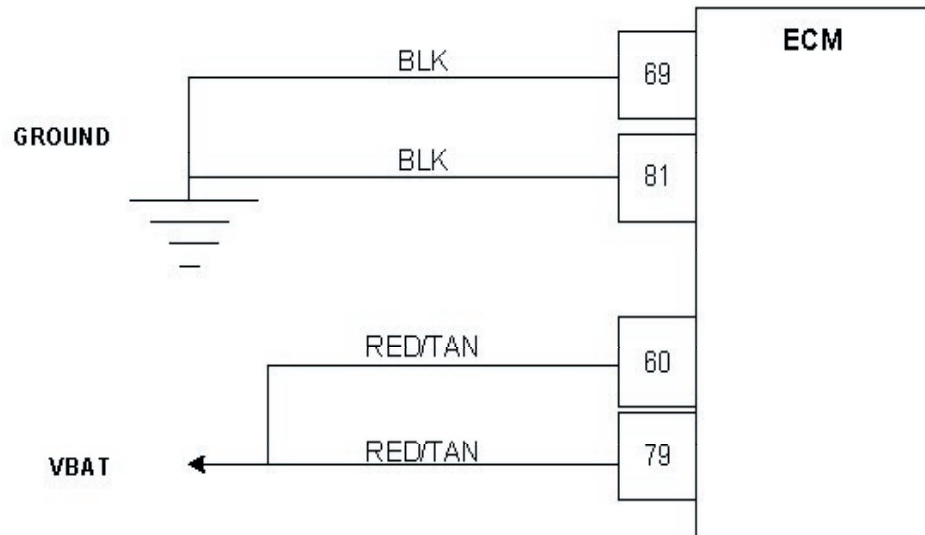 ECM
BLK
69
GROUND
BLK
81
RED/TAN
60
VBAT
RED/TAN
79